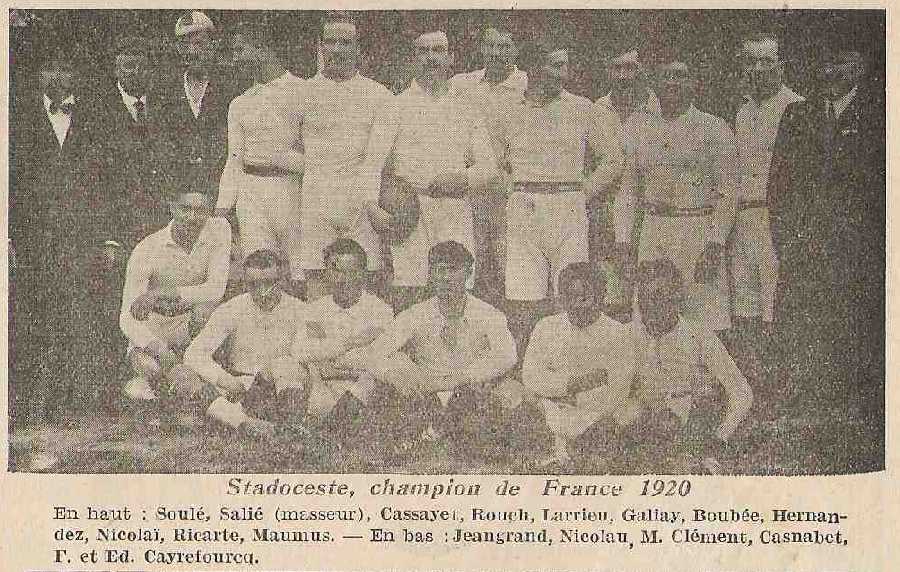 Stadoceste, champion de France 1920
En haut : Soulé, Salié (masseur), Cassayet, Rouch, Larrieu, Galiay, Boubée, Hernan-
dez, Nicolaï, Ricarte, Maumus. — En bas : Jeangrand, Nicolau, M. Clément, Casnabet,
F. et Ed. Cayrefourcq.